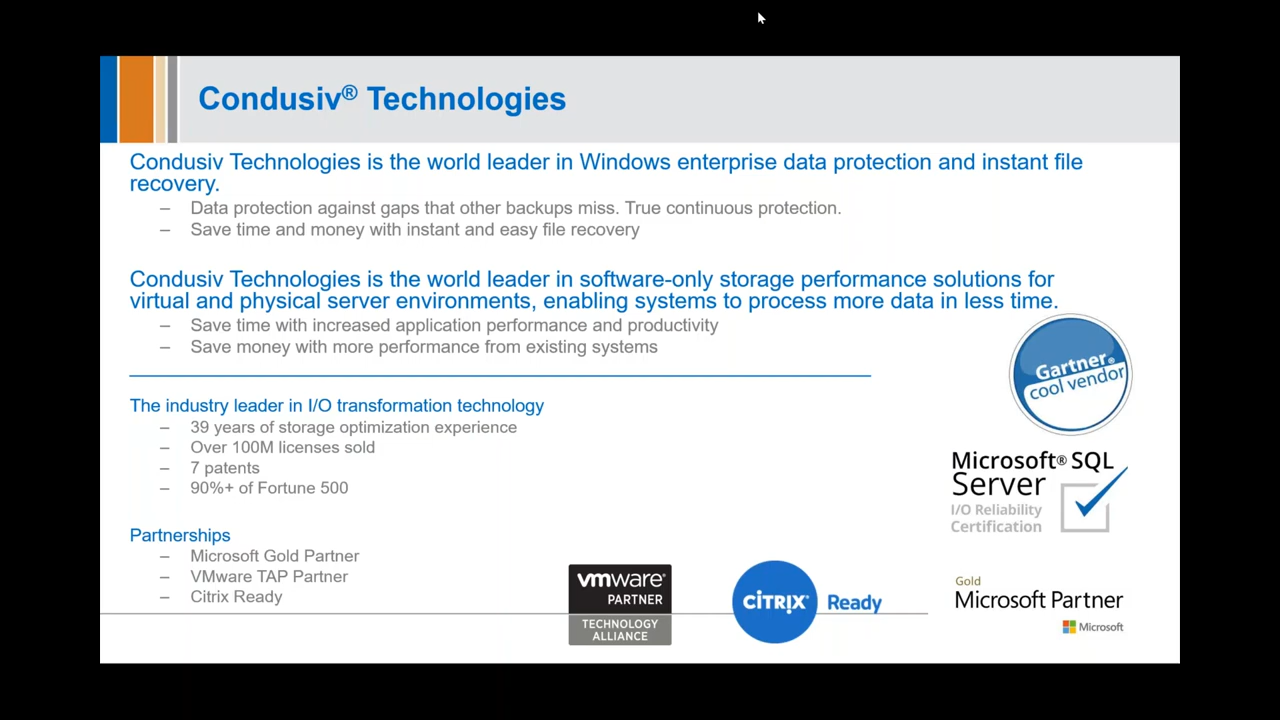 Condusiv® Technologies
Condusiv Technologies is the world leader in Windows enterprise data protection and instant file
recovery.
– Data protection against gaps that other backups miss. True continuous protection.
– Save time and money with instant and easy file recovery
Condusiv Technologies is the world leader in software-only storage performance solutions for
virtual and physical server environments, enabling systems to process more data in less time.
– Save time with increased application performance and productivity
– Save money with more performance from existing systems
Gartner®
cool vendor
The industry leader in I/O transformation technology
– 39 years of storage optimization experience
– Over 100M licenses sold
– 7 patents
– 90%+ of Fortune 500
Microsoft® SQL
Server
I/O Reliability
Certification
Partnerships
– Microsoft Gold Partner
– VMware TAP Partner
– Citrix Ready
vmware®
PARTNER
TECHNOLOGY
ALLIANCE
CITRIX® Ready
Gold
Microsoft Partner
Microsoft